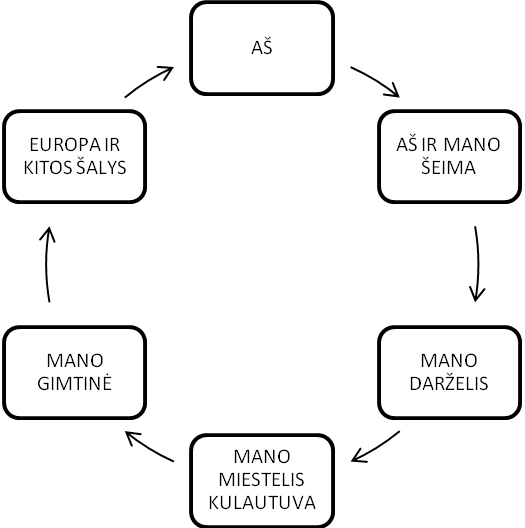 AŠ
AŠ IR MANO
ŠEIMA
MANO
DARŽELIS
MANO
MIESTELIS
KULAUTUVA
MANO
GIMTINĖ
EUROPA IR
KITOS ŠALYS